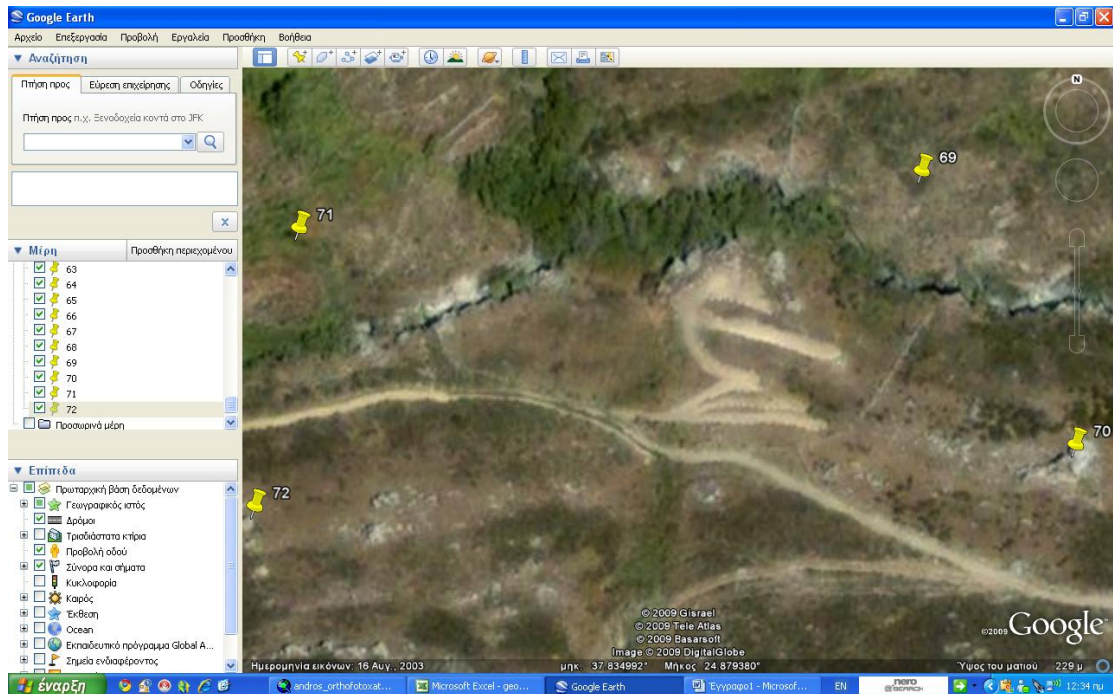 Google Earth
Αρχείο Επεξεργασία Προβολή Εργαλεία Προσθήκη Βοήθεια
Αναζήτηση
Πτήση προς Εύρεση επιχείρησης Οδηγίες
Πτήση προς π.χ. Ξενοδοχεία κοντά στο JFK
Μέρη Προσθήκη περιεχομένου
63
64
65
66
67
68
69
70
71
72
Προσωρινά μέρη
Επίπεδα
Πρωταρχική βάση δεδομένων
Γεωγραφικός ιστός
Δρόμοι
Τρισδιάστατα κτήρια
Προβολή οδού
Σύνορα και σήματα
Κυκλοφορία
Καιρός
Έκθεση
Ocean
Εκπαιδευτικό πρόγραμμα Global A...
Σημεία ενδιαφέροντος
N
69
71
70
72
© 2009 Gisrael
© 2009 Tele Atlas
© 2009 Basarsoft
Image © 2009 DigitalGlobe
©2009 Google
Ημερομηνία εικόνων: 16 Αυγ., 2003 μηκ. 37.834992° Μήκος 24.879380° Ύψος του ματιού 229 μ
έναρξη andros_orthofotoxat... Microsoft Excel - geo... Google Earth Έγγραφο1 - Microsof... EN nero SEARCH 12:34 πμ